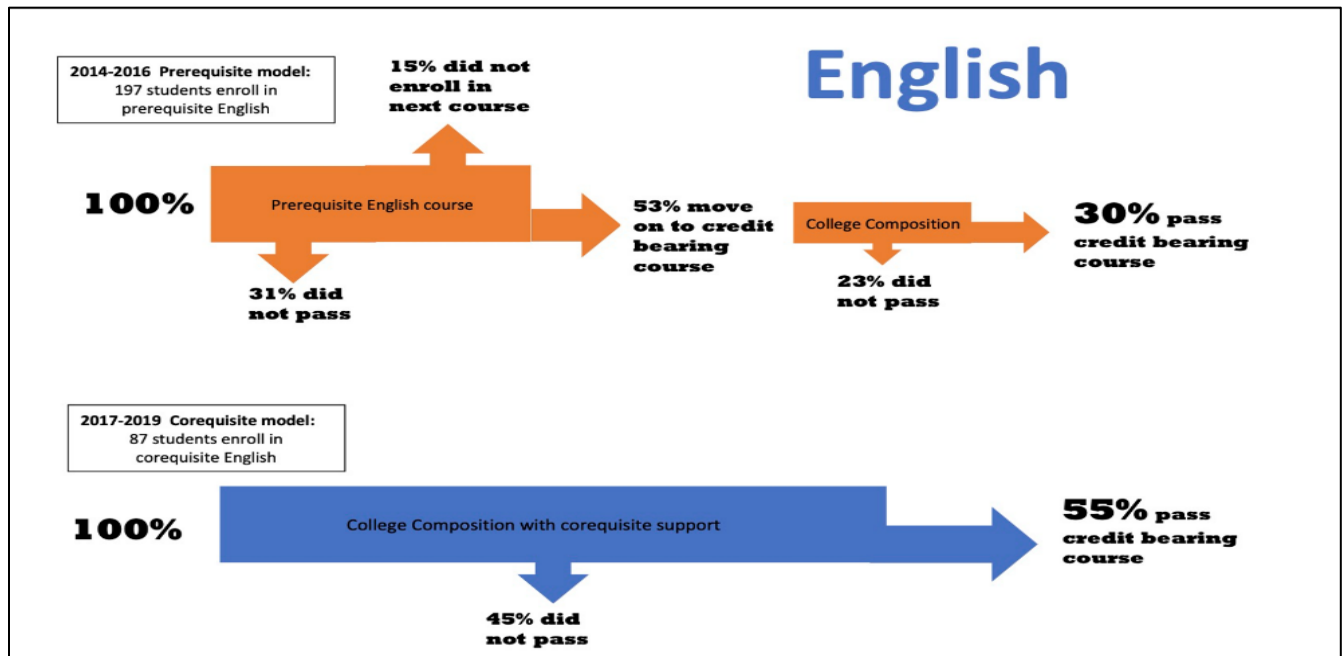 English
2014-2016 Prerequisite model:
197 students enroll in
prerequisite English
15% did not
enroll in
next course
100%
Prerequisite English course
31% did
not pass
53% move
on to credit
bearing
course
College Composition
23% did
not pass
30% pass
credit bearing
course
2017-2019 Corequisite model:
87 students enroll in
corequisite English
100%
College Composition with corequisite support
45% did
not pass
55% pass
credit bearing
course